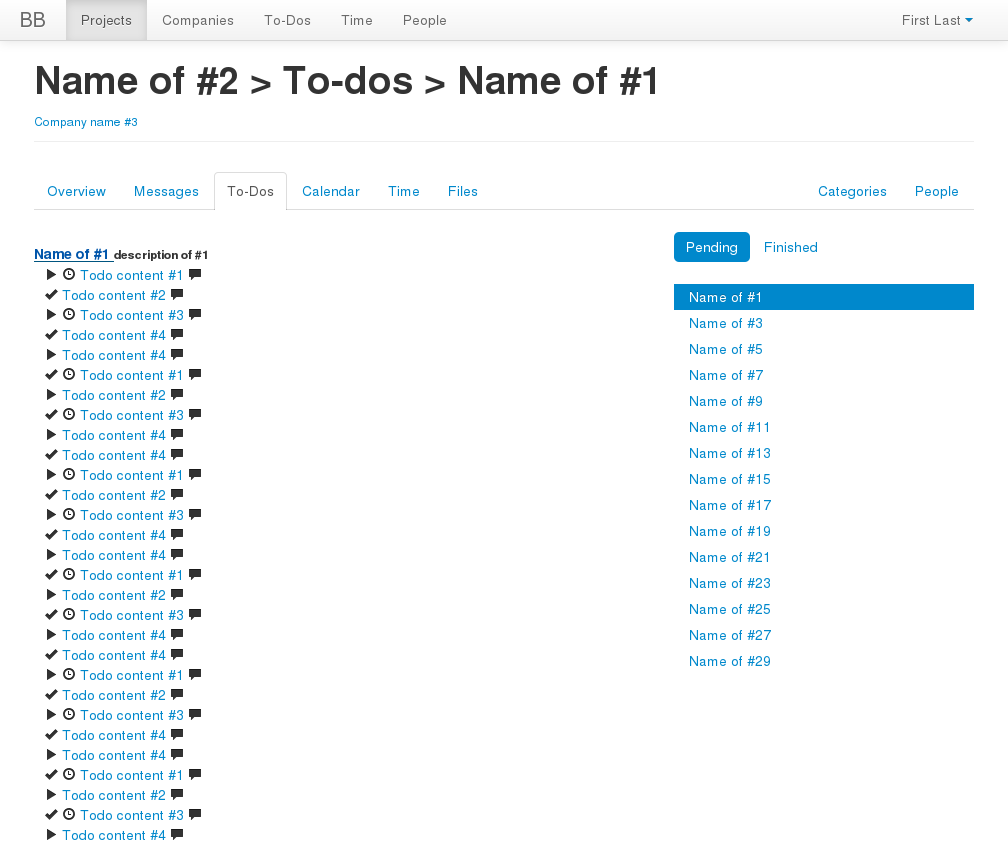 BB Projects Companies To-Dos Time People First Last
Name of #2 > To-dos > Name of #1
Company name #3
Overview Messages To-Dos Calendar Time Files Categories People
Name of #1 description of #1
Todo content #1
Todo content #2
Todo content #3
Todo content #4
Todo content #4
Todo content #1
Todo content #2
Todo content #3
Todo content #4
Todo content #4
Todo content #1
Todo content #2
Todo content #3
Todo content #4
Todo content #4
Todo content #1
Todo content #2
Todo content #3
Todo content #4
Todo content #4
Todo content #1
Todo content #2
Todo content #3
Todo content #4
Todo content #4
Todo content #1
Todo content #2
Todo content #3
Todo content #4
Pending Finished
Name of #1
Name of #3
Name of #5
Name of #7
Name of #9
Name of #11
Name of #13
Name of #15
Name of #17
Name of #19
Name of #21
Name of #23
Name of #25
Name of #27
Name of #29